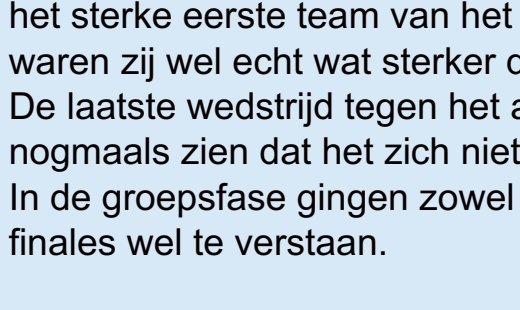 het sterke eerste team van het
waren zij wel echt wat sterker
De laatste wedstrijd tegen het
nogmaals zien dat het zich niet
In de groepsfase gingen zowel
finales wel te verstaan.